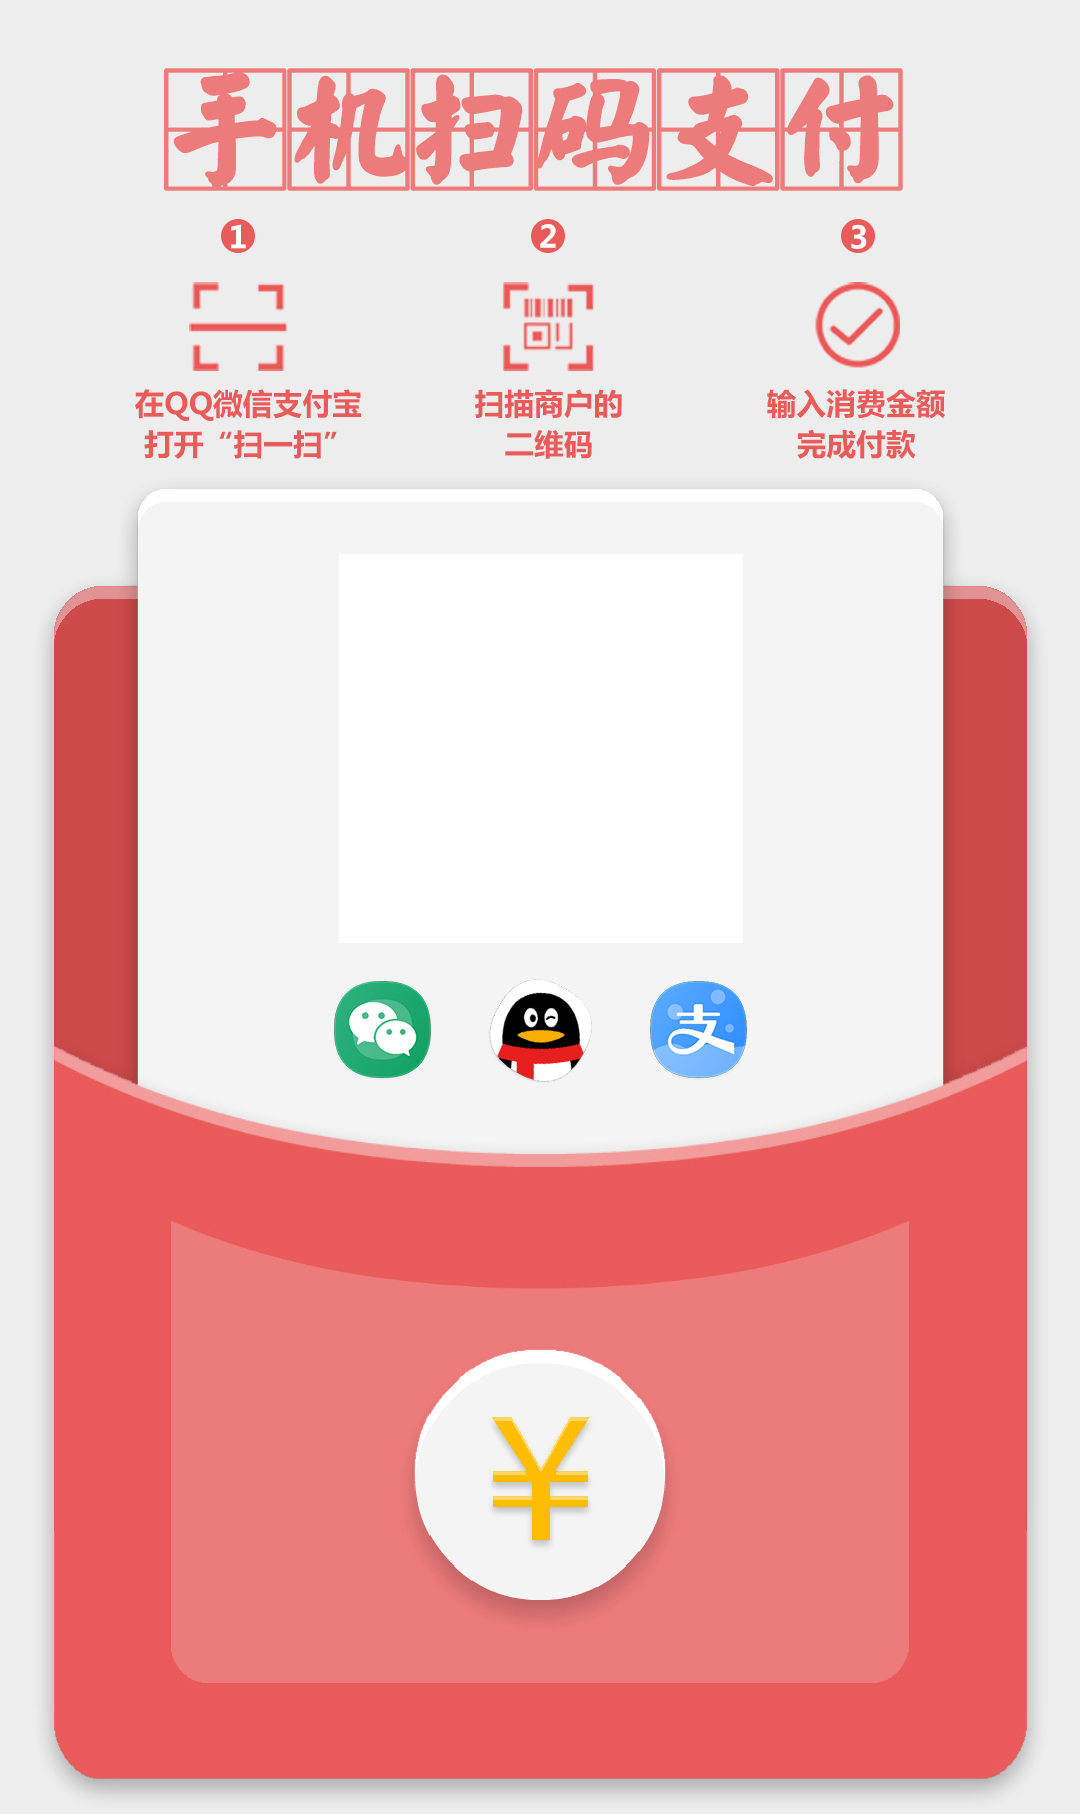 手机扫码支付
1
2
3
在QQ微信支付宝
打开“扫一扫”
扫描商户的
二维码
输入消费金额
完成付款
支
¥